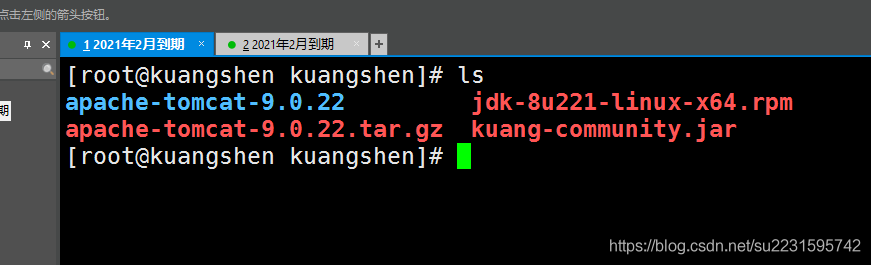 点击左侧的箭头按钮。
1 2021年2月到期 × 2 2021年2月到期 × +
期
[root@kuangshen kuangshen]# ls
apache-tomcat-9.0.22 jdk-8u221-linux-x64.rpm
apache-tomcat-9.0.22.tar.gz kuang-community.jar
[root@kuangshen kuangshen]#
https://blog.csdn.net/su2231595742